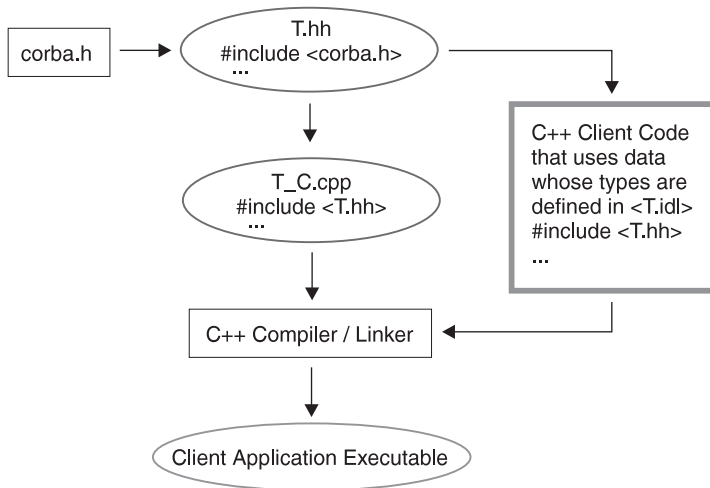 corba.h
T.hh
#include <corba.h>
...
T_C.cpp
#include <T.hh>
...
C++ Client Code
that uses data
whose types are
defined in <T.idl>
#include <T.hh>
...
C++ Compiler / Linker
Client Application Executable